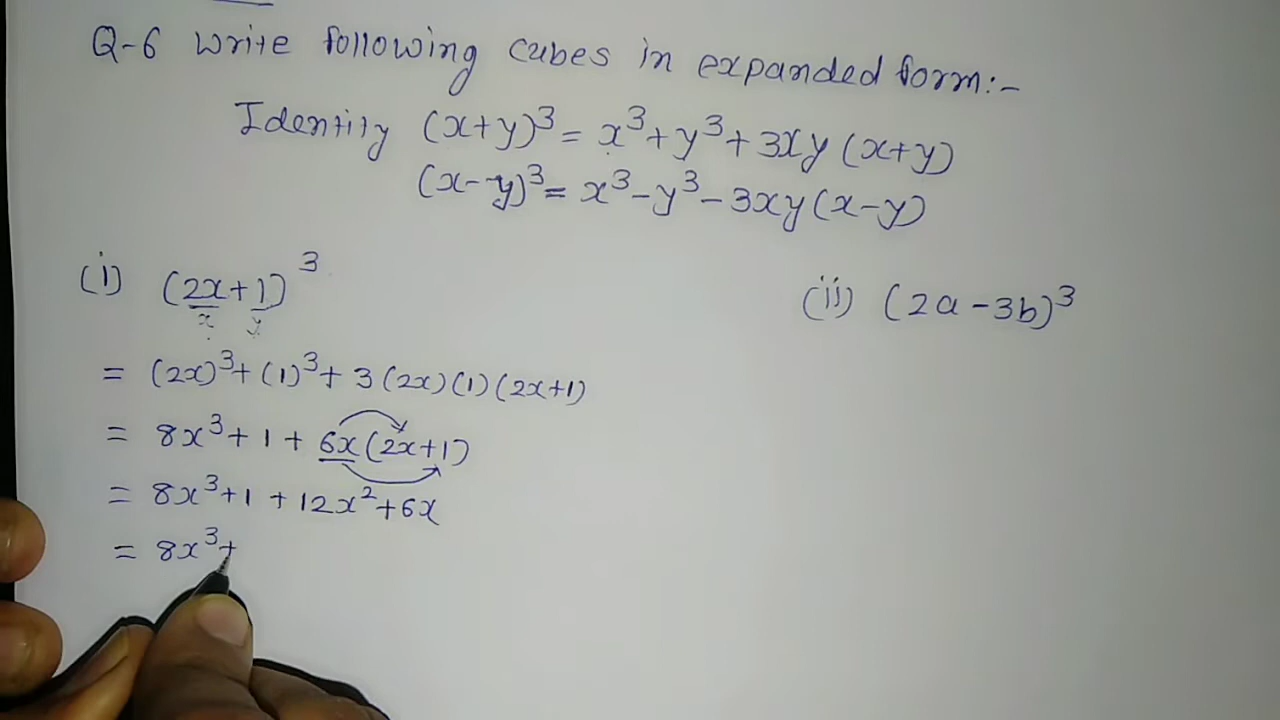 Q-6 Write following cubes in expanded form:-
Identity (x+y)³ = x³+y³+3xy(x+y)
(x-y)³ = x³-y³-3xy(x-y)
(i) (2x+1)³
x y
= (2x)³+(1)³+3(2x)(1)(2x+1)
= 8x³+1+6x(2x+1)
= 8x³+1+12x²+6x
= 8x³+
(ii) (2a-3b)³